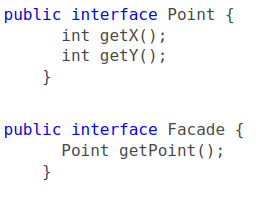 public interface Point {
      int getX();
      int getY();
    }

public interface Facade {
      Point getPoint();
    }